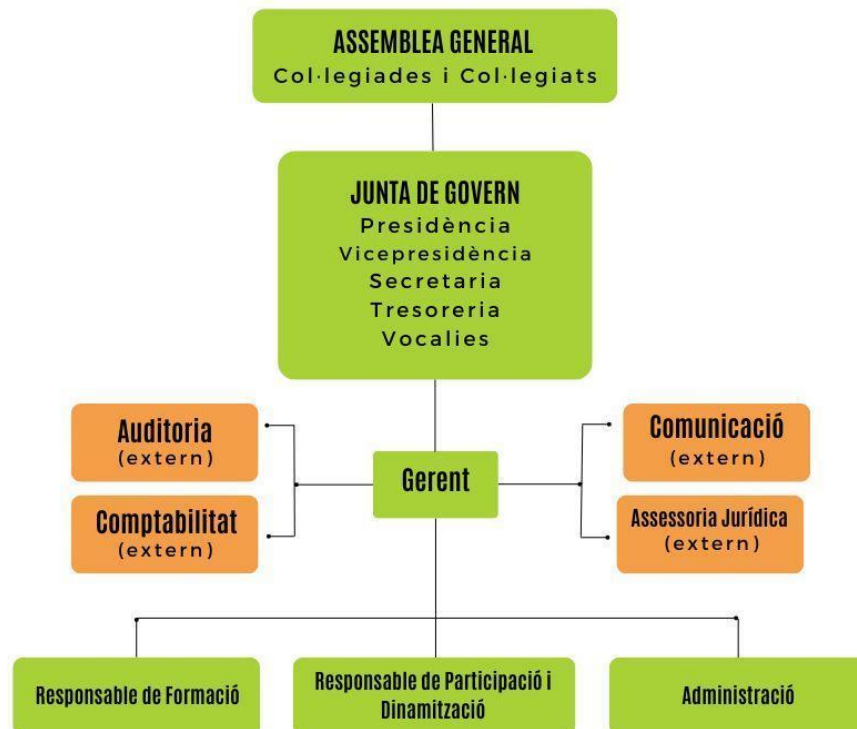 ASSEMBLEA GENERAL
Col·legiades i Col·legiats
JUNTA DE GOVERN
Presidència
Vicepresidència
Secretaria
Tresoreria
Vocalies
Auditoria
(extern)
Comptabilitat
(extern)
Gerent
Comunicació
(extern)
Assessoria Jurídica
(extern)
Responsable de Formació
Responsable de Participació i
Dinamització
Administració